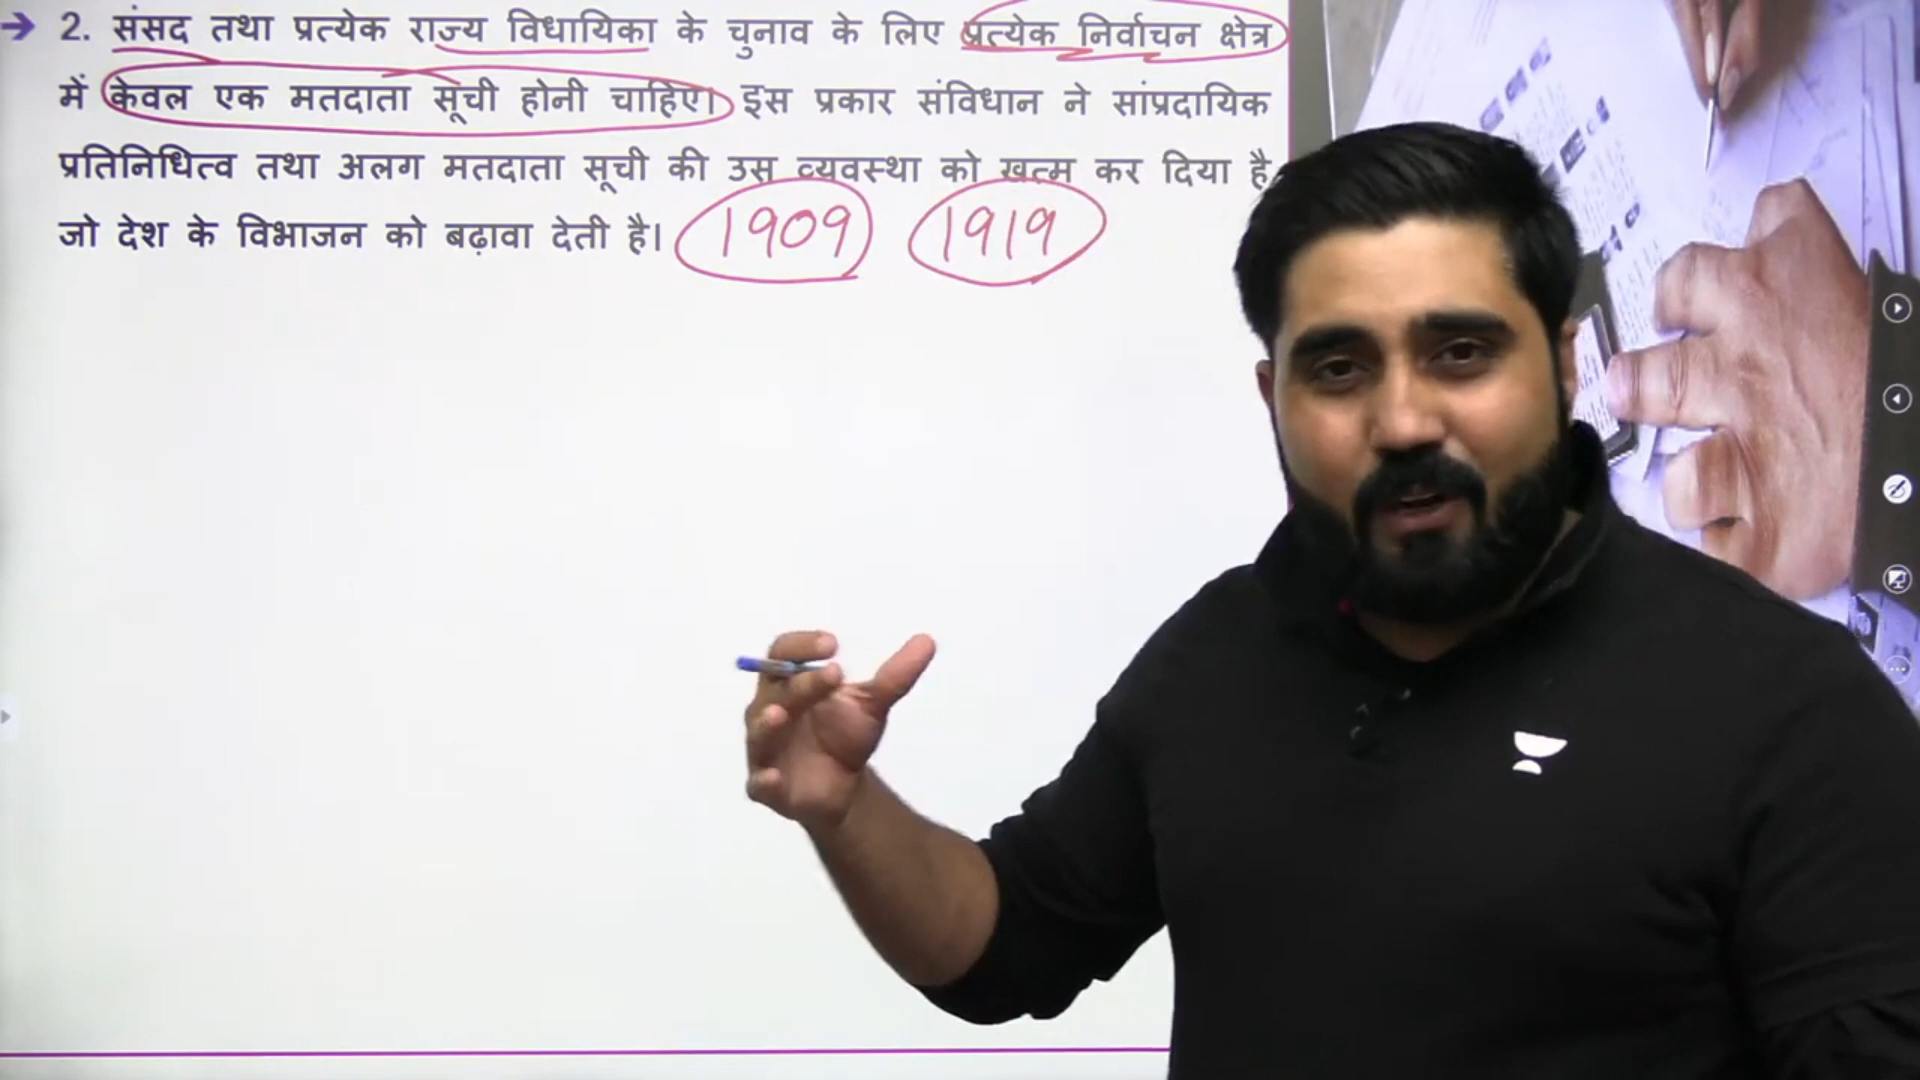 2. संसद तथा प्रत्येक राज्य विधायिका के चुनाव के लिए प्रत्येक निर्वाचन क्षेत्र
में केवल एक मतदाता सूची होनी चाहिए। इस प्रकार संविधान ने सांप्रदायिक
प्रतिनिधित्व तथा अलग मतदाता सूची की उस व्यवस्था को खत्म कर दिया है,
जो देश के विभाजन को बढ़ावा देती है। 1909 1919